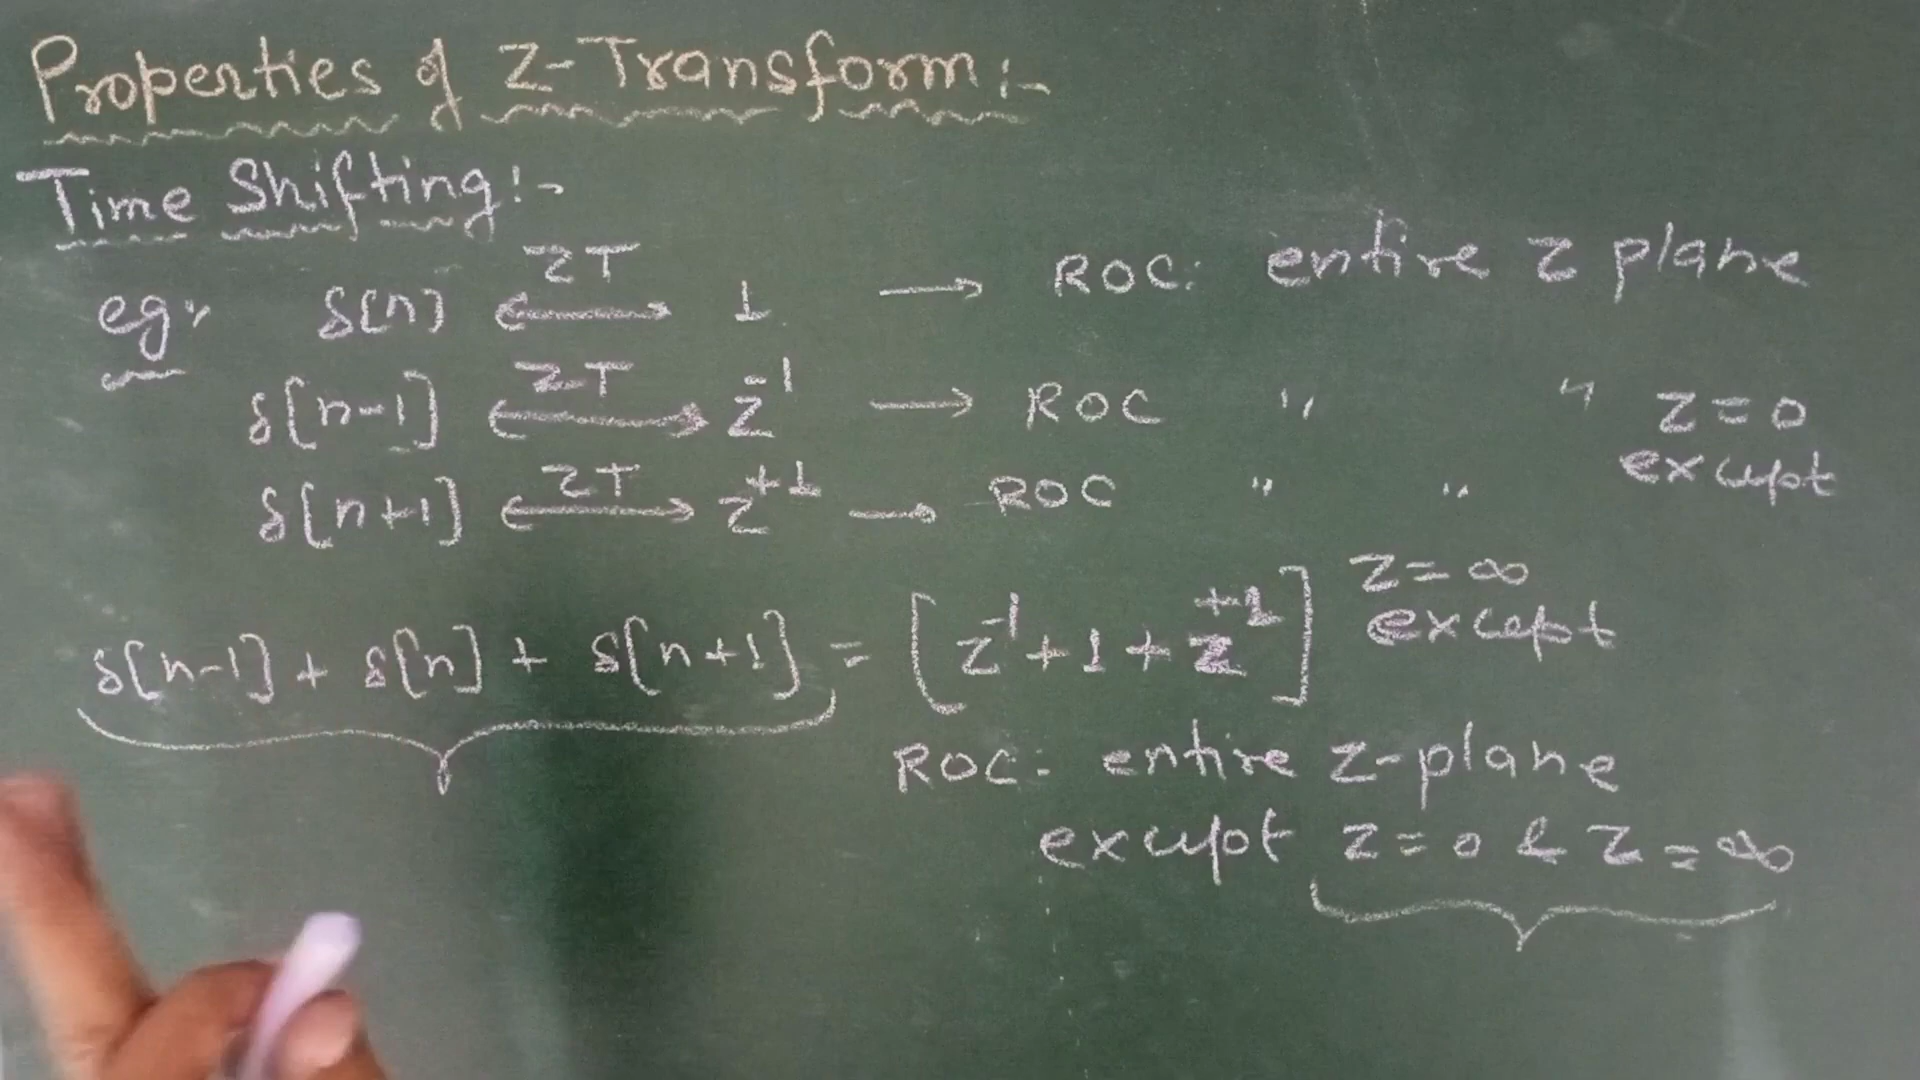 Properties of Z-Transform :-
Time Shifting :-
eg:, δ[n] ZT ⟷ 1 → ROC: entire z plane
δ[n-1] ZT ⟷ z⁻¹ → ROC " " z=0
except
δ[n+1] ZT ⟷ z⁺¹ → ROC " "
z=∞
except
δ[n-1] + δ[n] + δ[n+1] = [z⁻¹+1+z⁺¹]
ROC: entire z-plane
except z=0 & z=∞